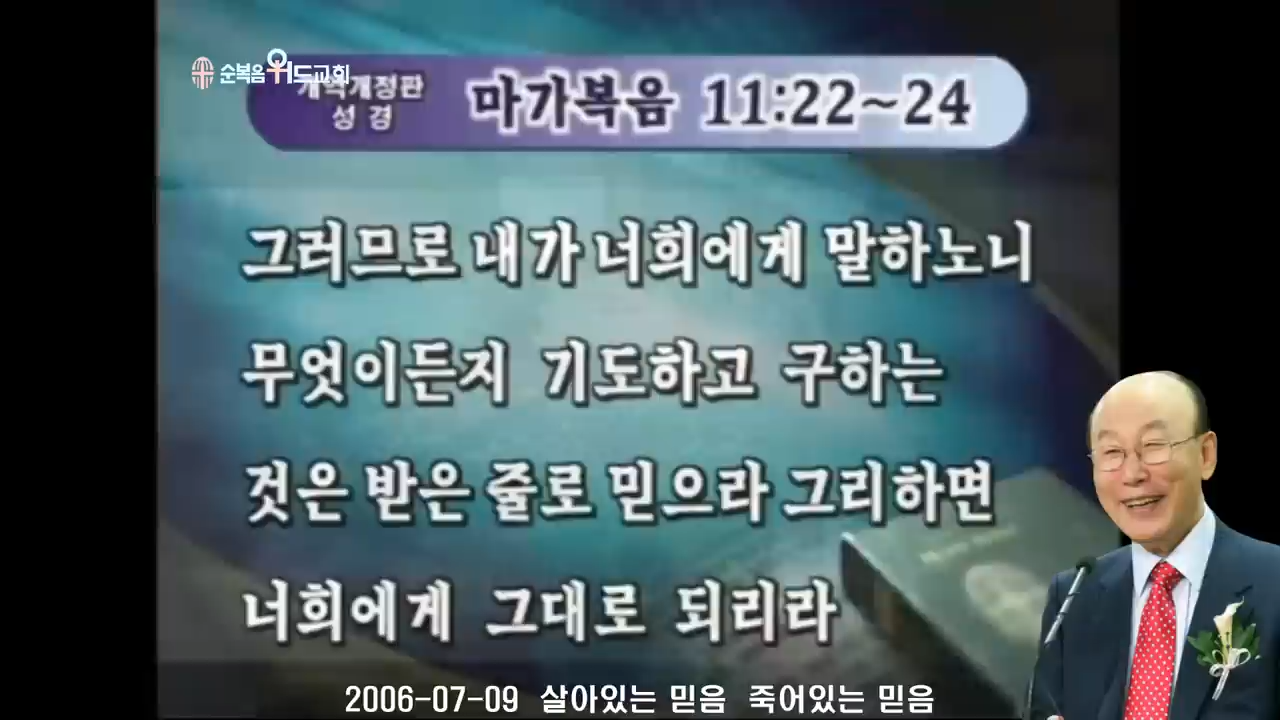 순복음위드교회
개역개정판
성경
마가복음 11:22~24
그러므로 내가 너희에게 말하노니
무엇이든지 기도하고 구하는
것은 받은 줄로 믿으라 그리하면
너희에게 그대로 되리라
2006-07-09 살아있는 믿음 죽어있는 믿음